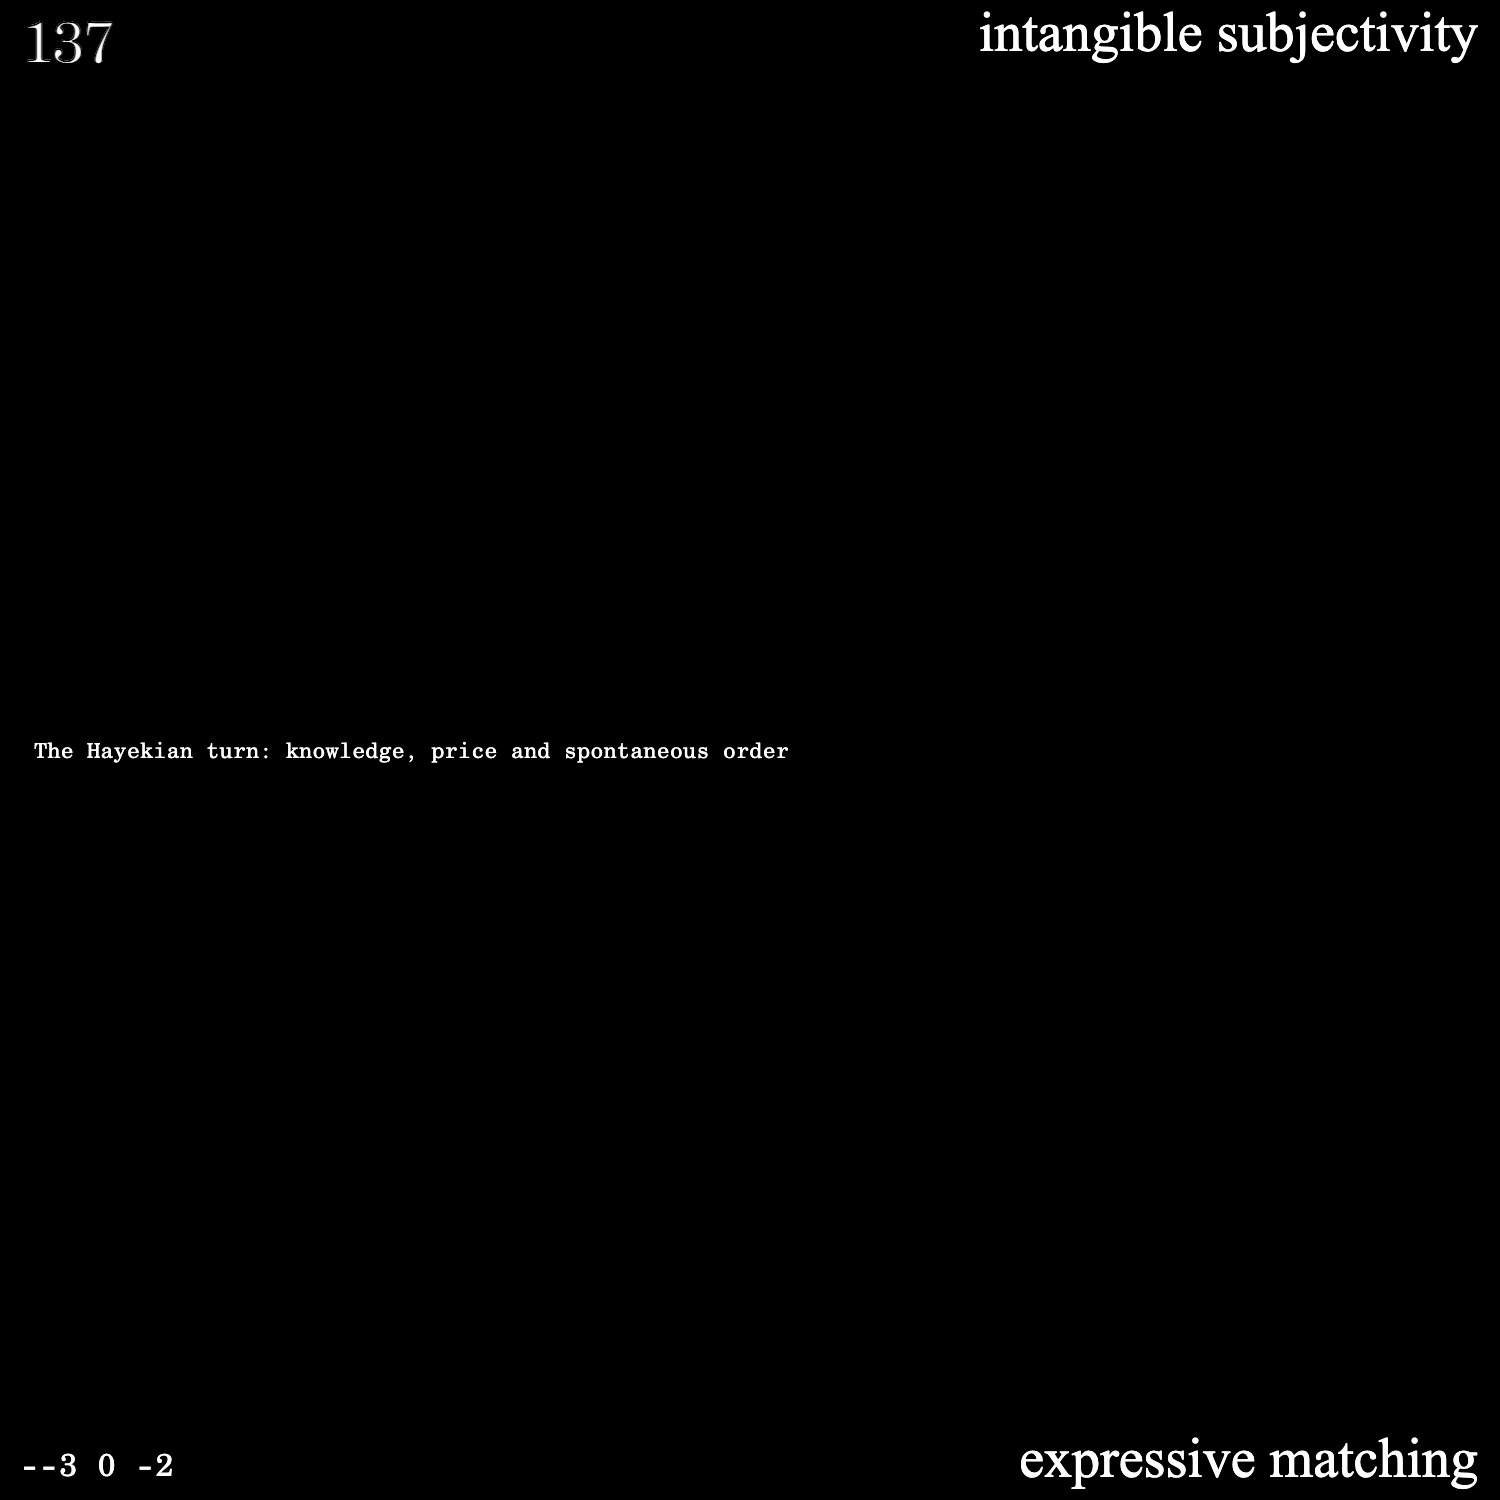 137
intangible subjectivity
The Hayekian turn: knowledge, price and spontaneous order
--3 0 -2
expressive matching